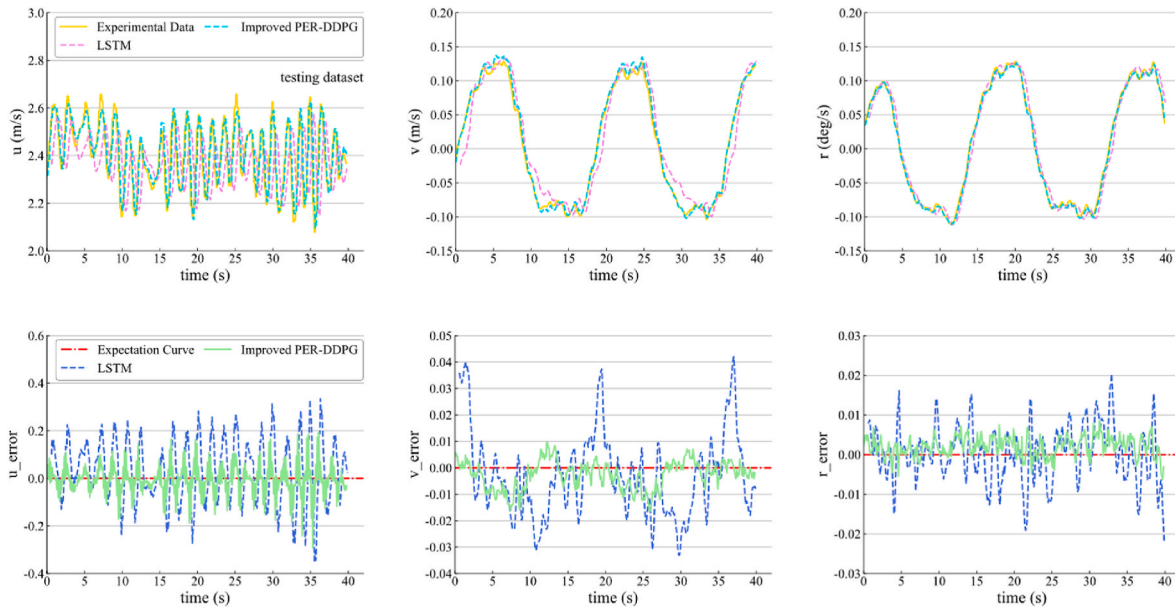 3.0
2.8
2.6
2.4
2.2
2.0
u (m/s)
Experimental Data
Improved PER-DDPG
LSTM
testing dataset
0 5 10 15 20 25 30 35 40
time (s)
0.20
0.15
0.10
0.05
0.00
-0.05
-0.10
-0.15
v (m/s)
0 5 10 15 20 25 30 35 40
time (s)
0.20
0.15
0.10
0.05
0.00
-0.05
-0.10
-0.15
r (deg/s)
0 5 10 15 20 25 30 35 40
time (s)
0.6
0.4
0.2
0.0
-0.2
-0.4
u_error
Expectation Curve
Improved PER-DDPG
LSTM
0 5 10 15 20 25 30 35 40
time (s)
0.05
0.04
0.03
0.02
0.01
0.00
-0.01
-0.02
-0.03
-0.04
v_error
0 5 10 15 20 25 30 35 40
time (s)
0.03
0.02
0.01
0.00
-0.01
-0.02
-0.03
r_error
0 5 10 15 20 25 30 35 40
time (s)